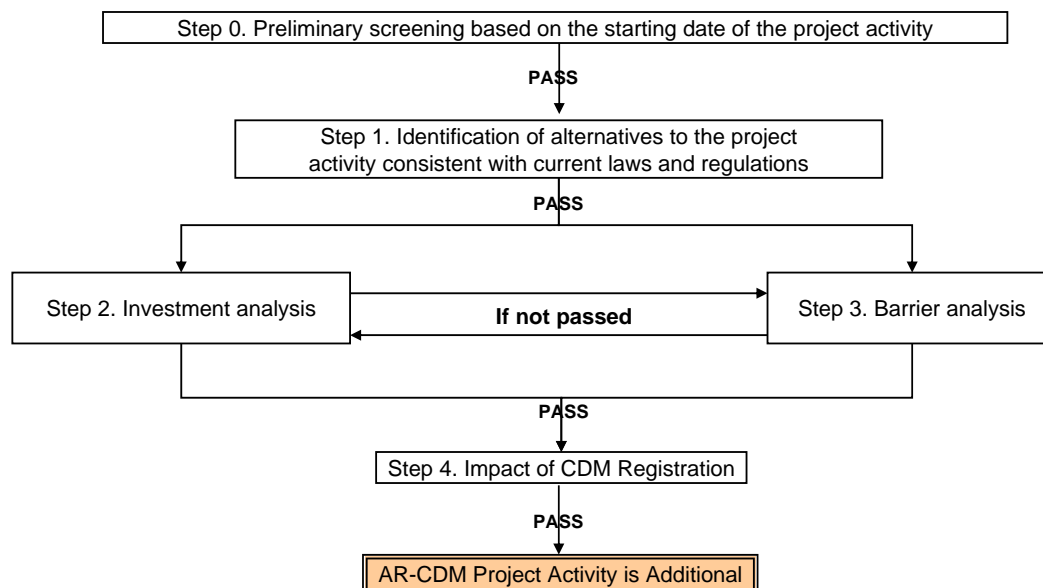 Step 0. Preliminary screening based on the starting date of the project activity
PASS
Step 1. Identification of alternatives to the project
activity consistent with current laws and regulations
PASS
Step 2. Investment analysis
If not passed
Step 3. Barrier analysis
PASS
Step 4. Impact of CDM Registration
PASS
AR-CDM Project Activity is Additional